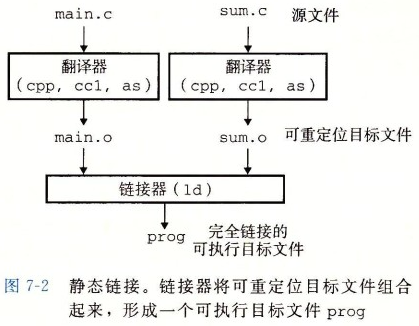 main.c sum.c 源文件
翻译器 翻译器
(cpp, cc1, as) (cpp, cc1, as)
main.o sum.o 可重定位目标文件
链接器(ld)
prog 完全链接的
可执行目标文件
图 7-2 静态链接。链接器将可重定位目标文件组合
起来，形成一个可执行目标文件 prog